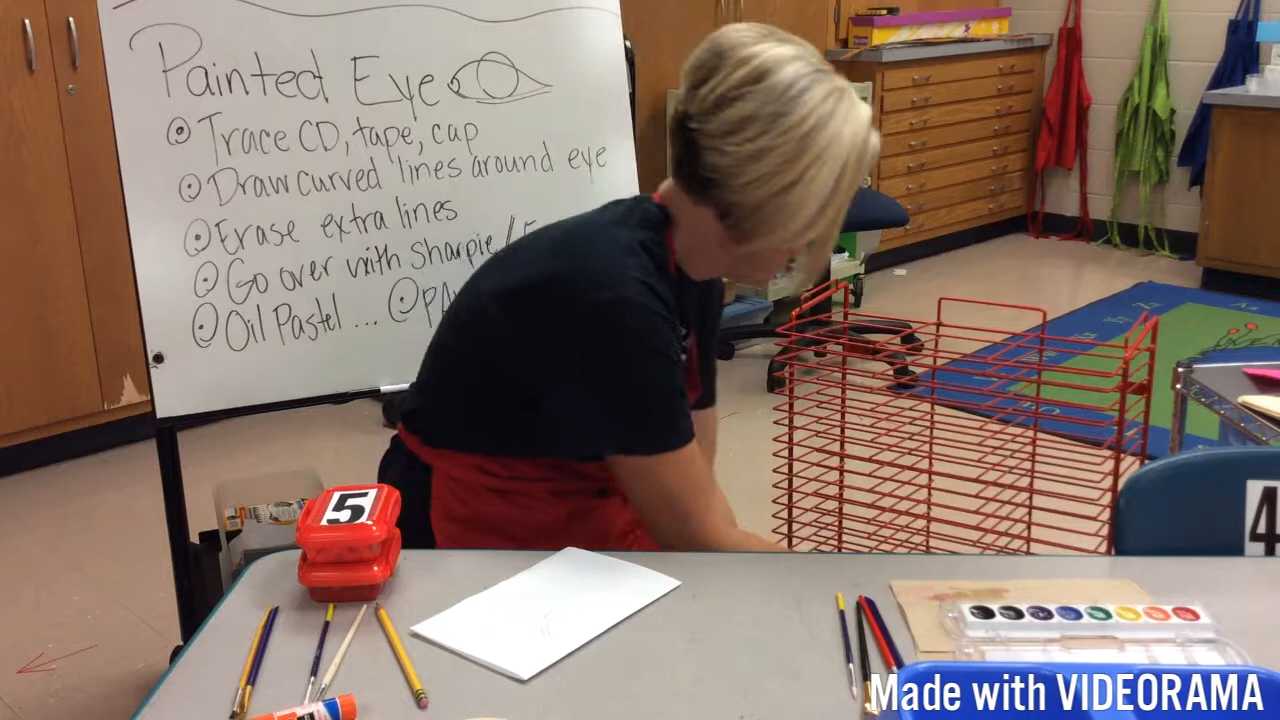 Painted Eye
Trace CD, tape, cap
Draw curved lines around eye
Erase extra lines
Go over with Sharpie
Oil Pastel...
5
4
Made with VIDEORAMA